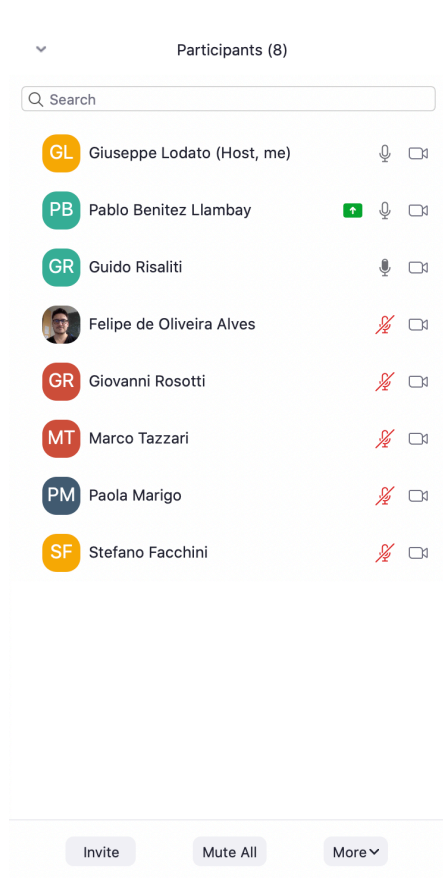 Participants (8)
Search
GL Giuseppe Lodato (Host, me)
PB Pablo Benitez Llambay
GR Guido Risaliti
Felipe de Oliveira Alves
GR Giovanni Rosotti
MT Marco Tazzari
PM Paola Marigo
SF Stefano Facchini
Invite Mute All More